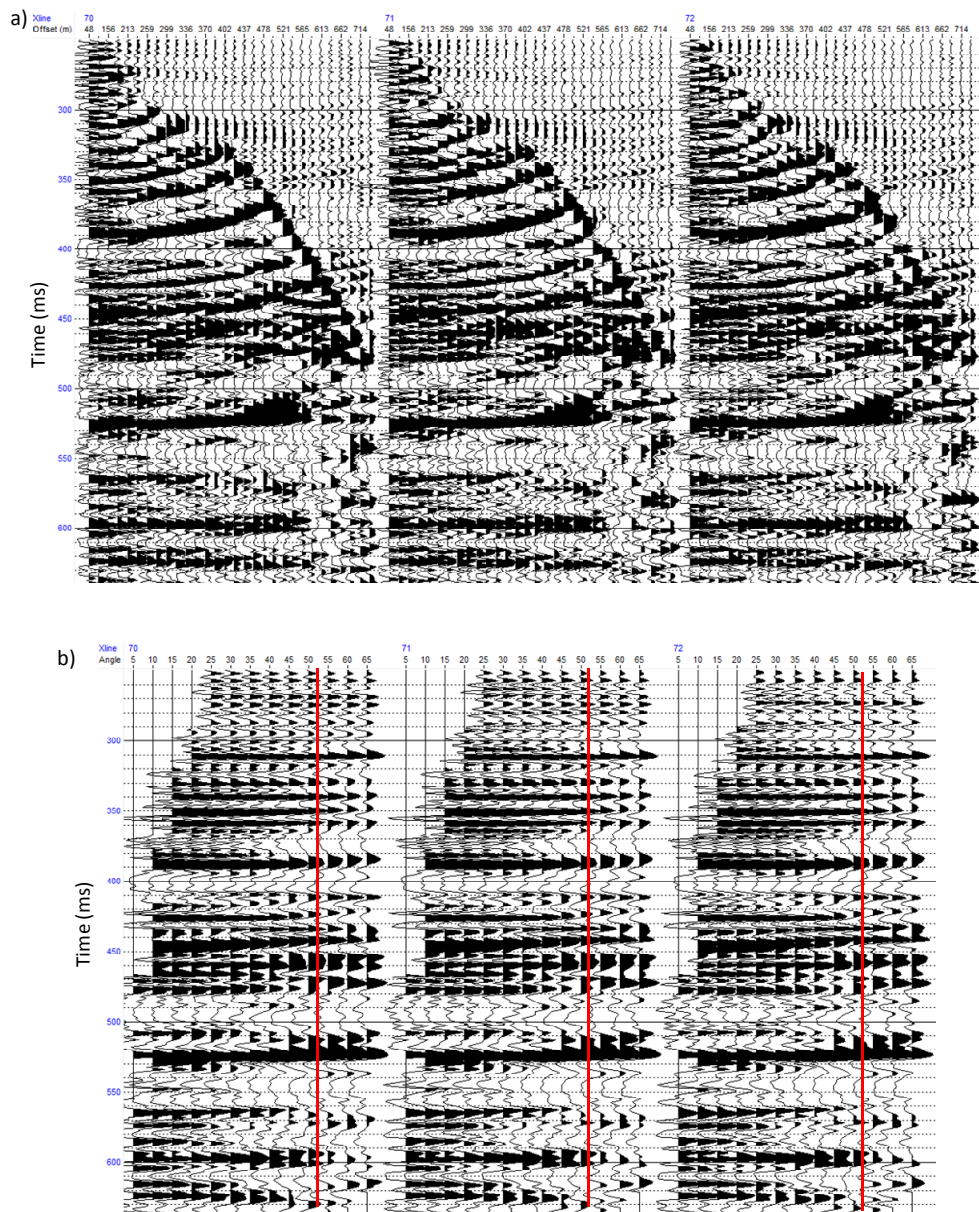 a)
Xline 70 71 72
Offset (m) 48 156 213 259 299 336 370 402 437 478 521 565 613 662 714 48 156 213 259 299 336 370 402 437 478 521 565 613 662 714 48 156 213 259 299 336 370 402 437 478 521 565 613 662 714
300
350
400
450
500
550
600
Time (ms)
b)
Xline 70 71 72
Angle 5 10 15 20 25 30 35 40 45 50 55 60 65 5 10 15 20 25 30 35 40 45 50 55 60 65 5 10 15 20 25 30 35 40 45 50 55 60 65
300
350
400
450
500
550
600
Time (ms)